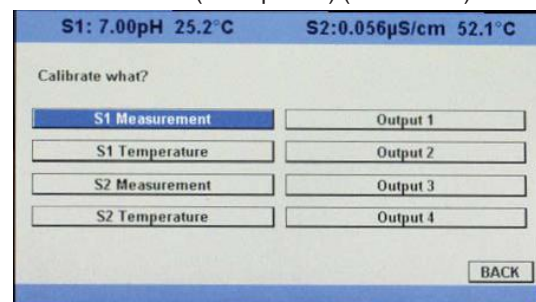 S1: 7.00pH 25.2°C S2:0.056µS/cm 52.1°C
Calibrate what?
S1 Measurement Output 1
S1 Temperature Output 2
S2 Measurement Output 3
S2 Temperature Output 4
BACK